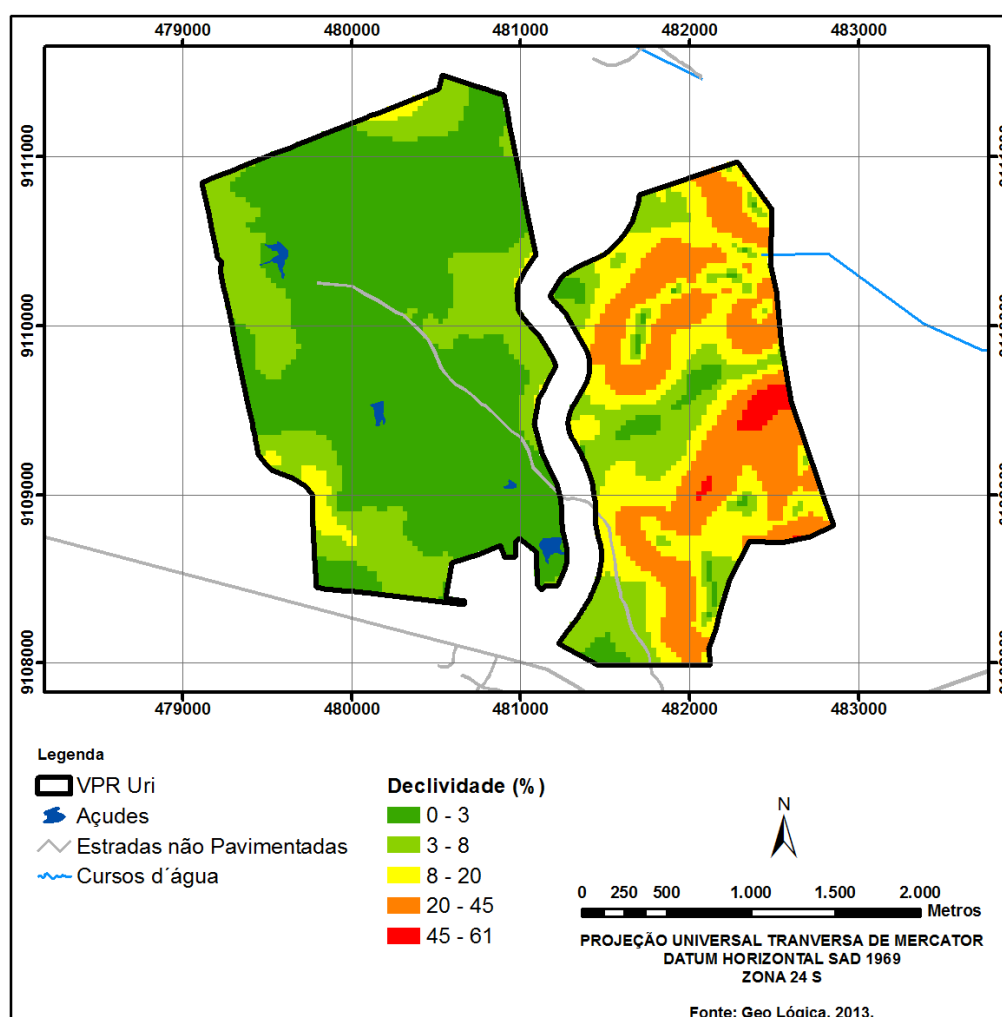 479000 480000 481000 482000 483000
9111000
9110000
9109000
9108000
479000 480000 481000 482000 483000
Legenda
VPR Uri
Açudes
Estradas não Pavimentadas
Cursos d´água
Declividade (%)
0 - 3
3 - 8
8 - 20
20 - 45
45 - 61
N
0 250 500 1.000 1.500 2.000
Metros
PROJEÇÃO UNIVERSAL TRANVERSA DE MERCATOR
DATUM HORIZONTAL SAD 1969
ZONA 24 S
Fonte: Geo Lógica, 2013.